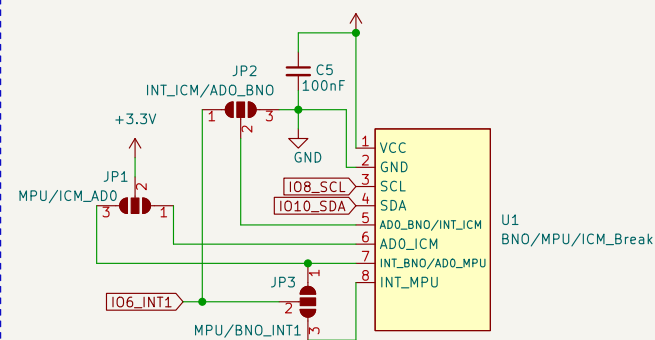 JP2
C5
INT_ICM/AD0_BNO
100nF
1
3
2
+3.3V
GND
JP1
2
MPU/ICM_AD0
3
1
1
VCC
2
GND
IO8_SCL
3
SCL
IO10_SDA
4
SDA
5
AD0_BNO/INT_ICM
6
AD0_ICM
7
INT_BNO/AD0_MPU
8
INT_MPU
U1
BNO/MPU/ICM_Break
JP3
1
IO6_INT1
2
MPU/BNO_INT1
3